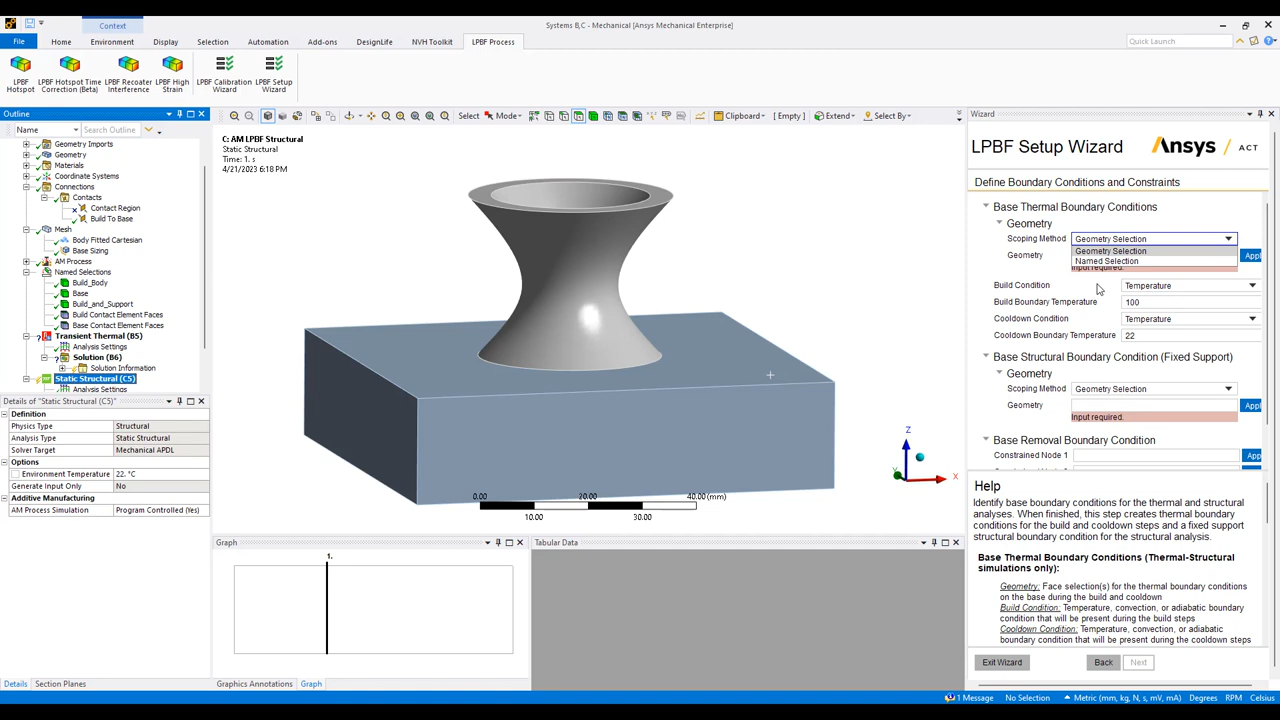 Context
Systems B,C - Mechanical [Ansys Mechanical Enterprise]
File Home Environment Display Selection Automation Add-ons DesignLife NVH Toolkit LPBF Process
Quick Launch
LPBF Hotspot
LPBF Hotspot Time Correction (Beta)
LPBF Recoater Interference
LPBF High Strain
LPBF Calibration Wizard
LPBF Setup Wizard
Outline
Name
Search Outline
Geometry Imports
Geometry
Materials
Coordinate Systems
Connections
Contacts
Contact Region
Build To Base
Mesh
Body Fitted Cartesian
Base Sizing
AM Process
Named Selections
Build_Body
Base
Build_and_Support
Build Contact Element Faces
Base Contact Element Faces
Transient Thermal (B5)
Analysis Settings
Solution (B6)
Solution Information
Static Structural (C5)
Analysis Settings
Details of "Static Structural (C5)"
Definition
Physics Type Structural
Analysis Type Static Structural
Solver Target Mechanical APDL
Options
Environment Temperature 22. °C
Generate Input Only No
Additive Manufacturing
AM Process Simulation Program Controlled (Yes)
Details Section Planes
Select Mode Clipboard [ Empty ] Extend Select By
C: AM LPBF Structural
Static Structural
Time: 1. s
4/21/2023 6:18 PM
Z
X
0.00 20.00 40.00 (mm)
10.00 30.00
Graph
1.
Tabular Data
Graphics Annotations Graph
Wizard
LPBF Setup Wizard
Ansys / ACT
Define Boundary Conditions and Constraints
Base Thermal Boundary Conditions
Geometry
Scoping Method Geometry Selection
Geometry Selection
Geometry Appl
Named Selection
Input required.
Build Condition Temperature
Build Boundary Temperature 100
Cooldown Condition Temperature
Cooldown Boundary Temperature 22
Base Structural Boundary Condition (Fixed Support)
Geometry
Scoping Method Geometry Selection
Geometry Appl
Input required.
Base Removal Boundary Condition
Constrained Node 1 App
Help
Identify base boundary conditions for the thermal and structural
analyses. When finished, this step creates thermal boundary
conditions for the build and cooldown steps and a fixed support
structural boundary condition for the structural analysis.
Base Thermal Boundary Conditions (Thermal-Structural
simulations only):
Geometry: Face selection(s) for the thermal boundary conditions
on the base during the build and cooldown
Build Condition: Temperature, convection, or adiabatic boundary
condition that will be present during the build steps
Cooldown Condition: Temperature, convection, or adiabatic
boundary condition that will be present during the cooldown steps
Exit Wizard Back Next
1 Message No Selection Metric (mm, kg, N, s, mV, mA) Degrees RPM Celsius